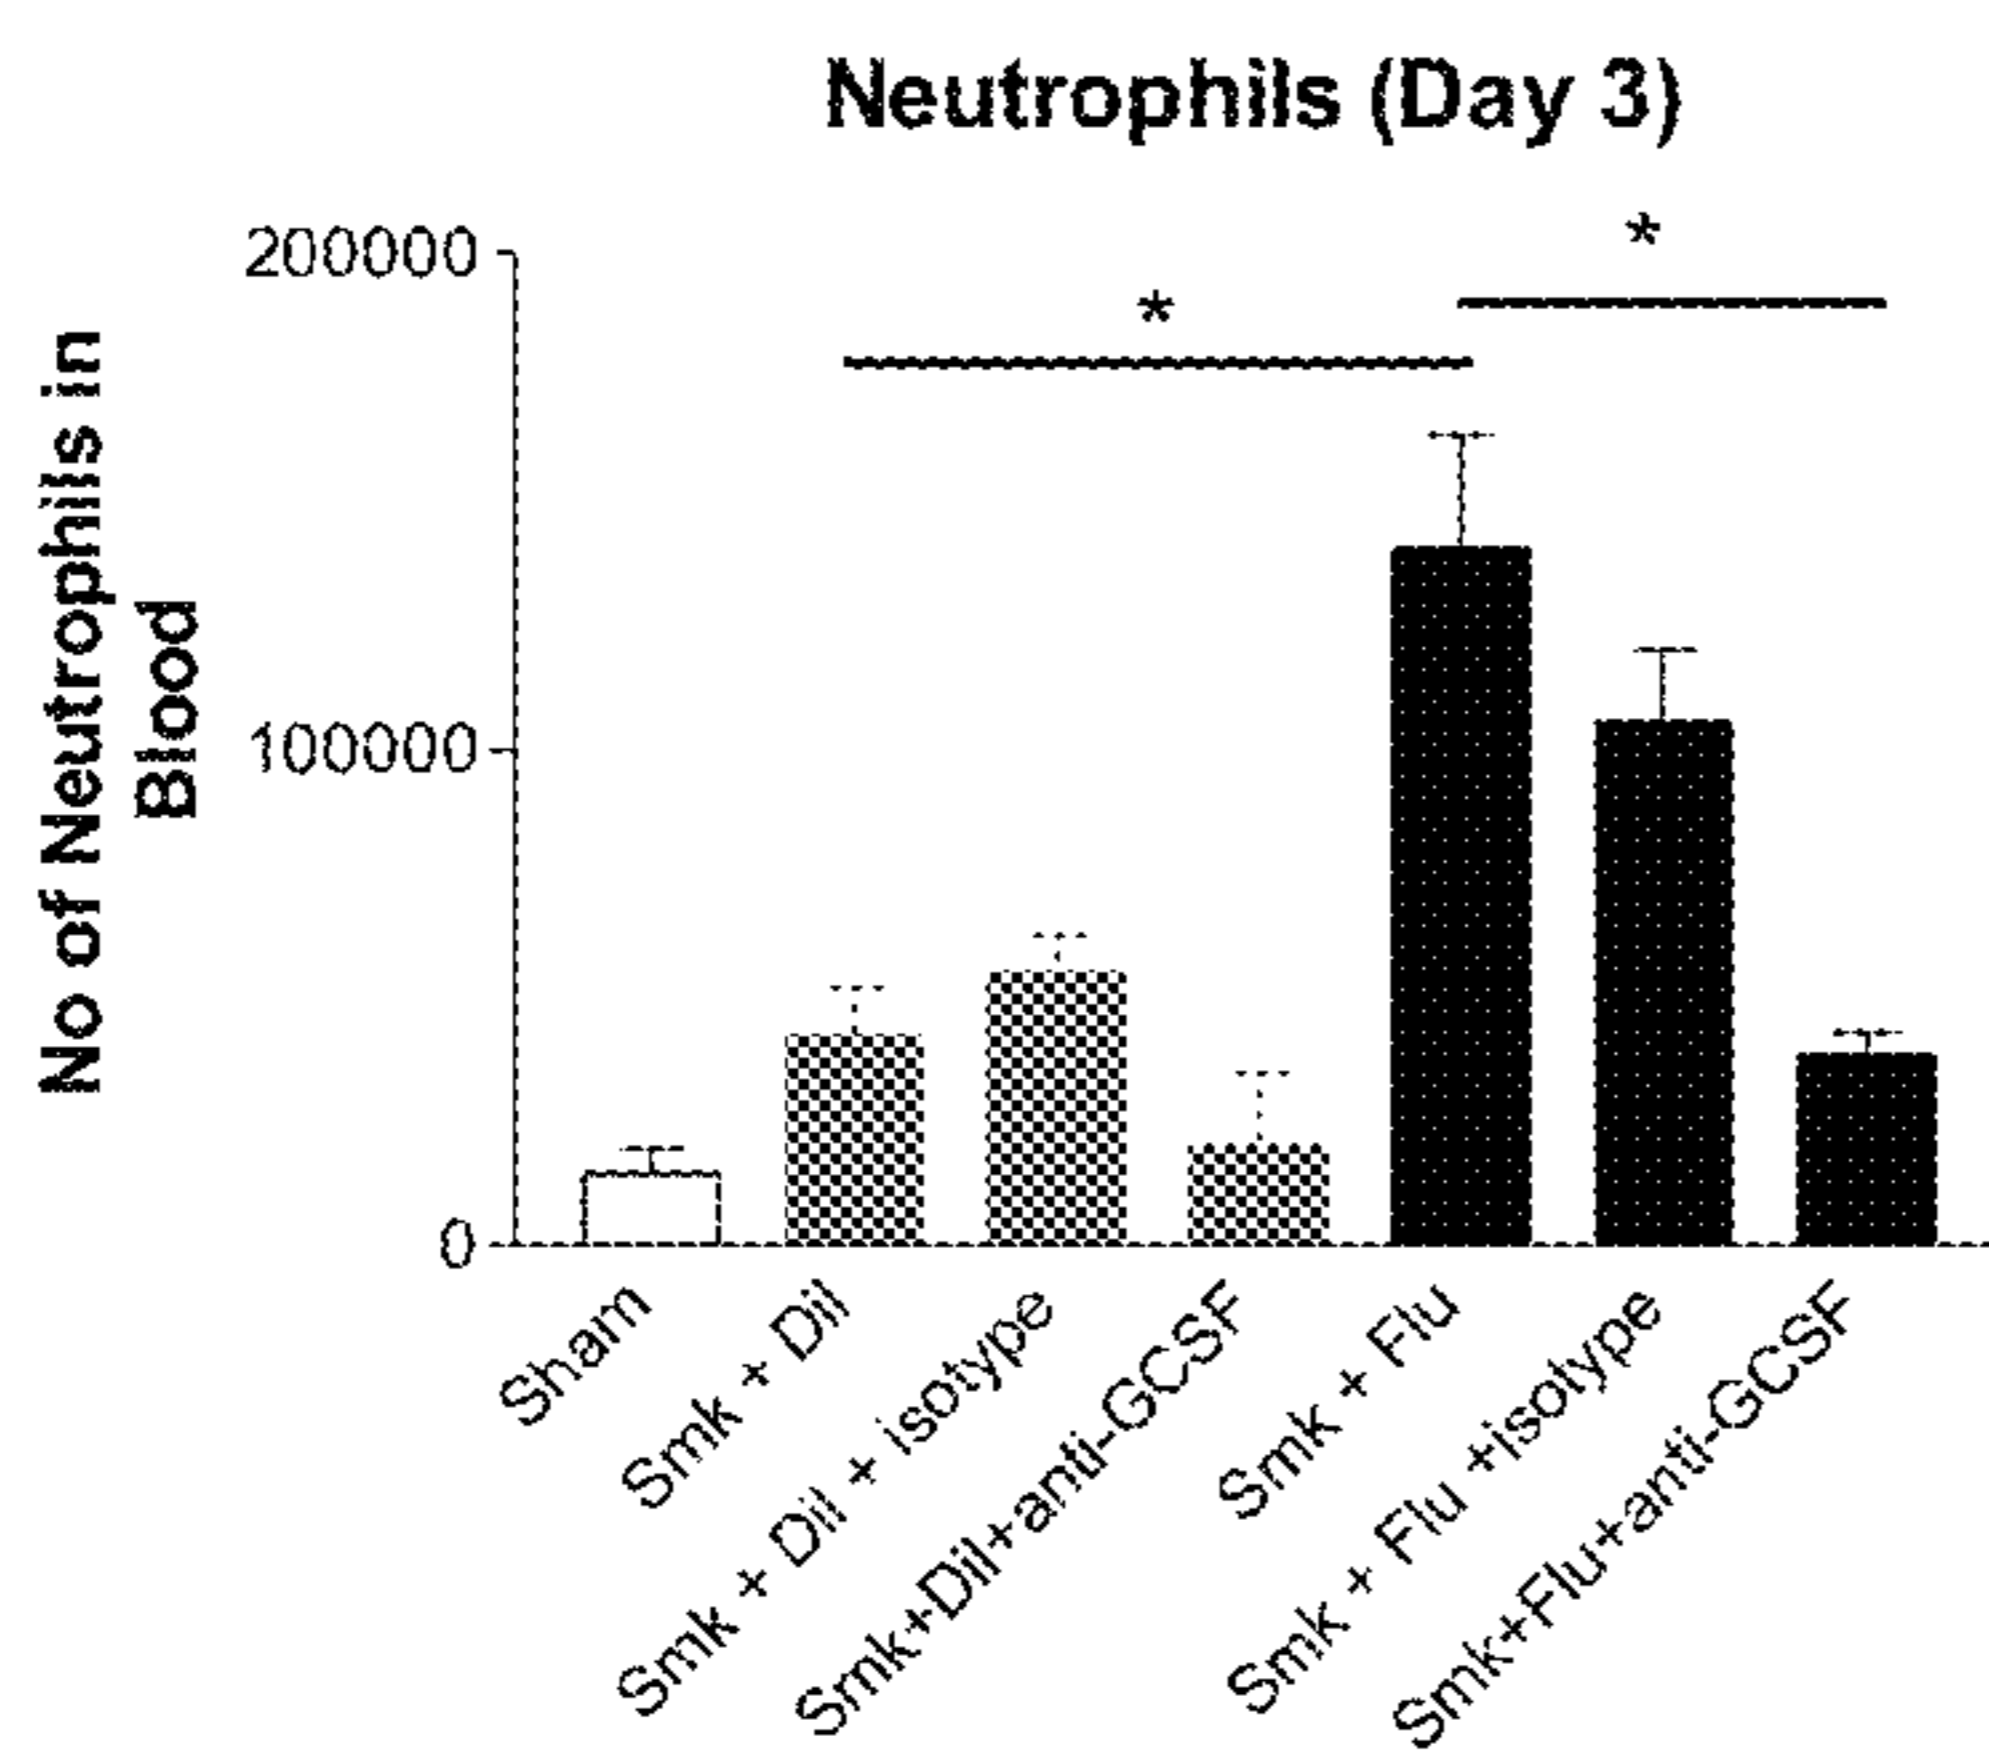 Neutrophils (Day 3)
No of Neutrophils in
Blood
200000
100000
0
*
*
Sham
Smk + Dil
Smk + Dil + isotype
Smk+Dil+anti-GCSF
Smk + Flu
Smk + Flu +isotype
Smk+Flu+anti-GCSF